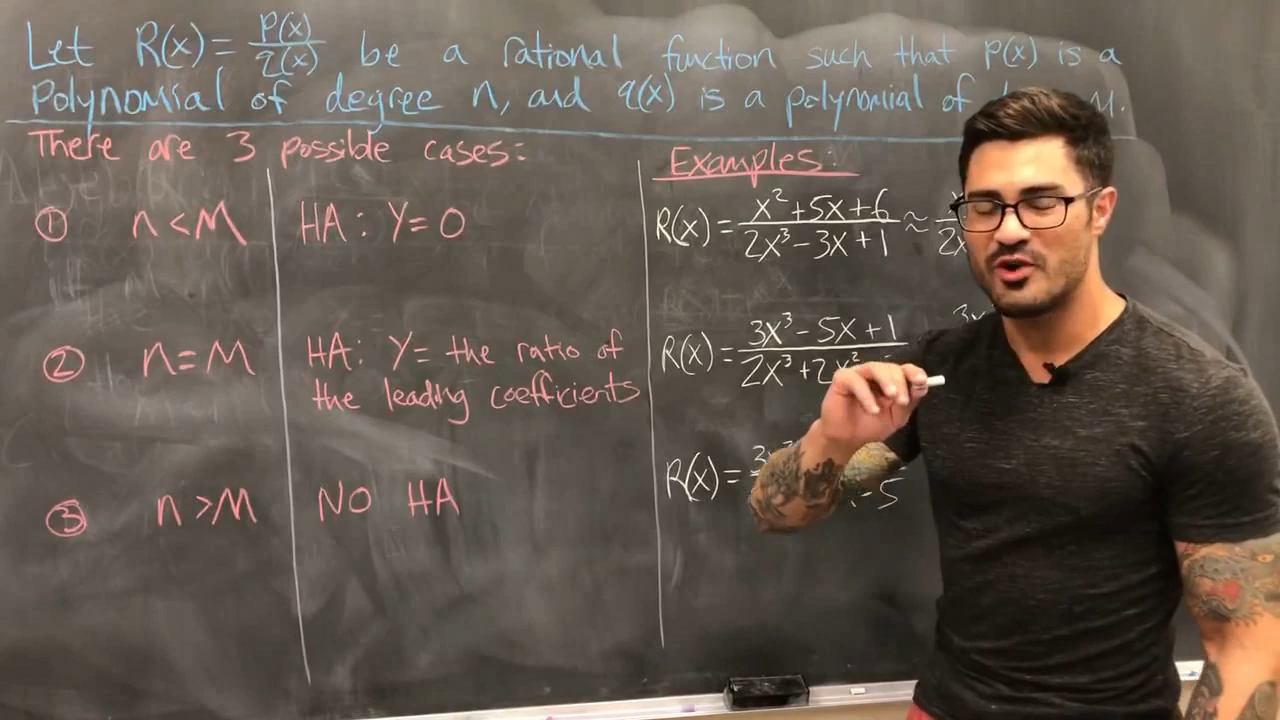 Let R(x) = p(x)/q(x) be a rational function such that p(x) is a
Polynomial of degree n, and q(x) is a polynomial of M.
There are 3 possible cases:
Examples:
① n < M HA: Y = 0
R(x) = x² + 5x + 6 / 2x³ - 3x + 1 ≈
② n = M HA: Y = the ratio of
the leading coefficients
R(x) = 3x³ - 5x + 1 / 2x³ + 2x²
③ n > M NO HA
R(x) = - 5